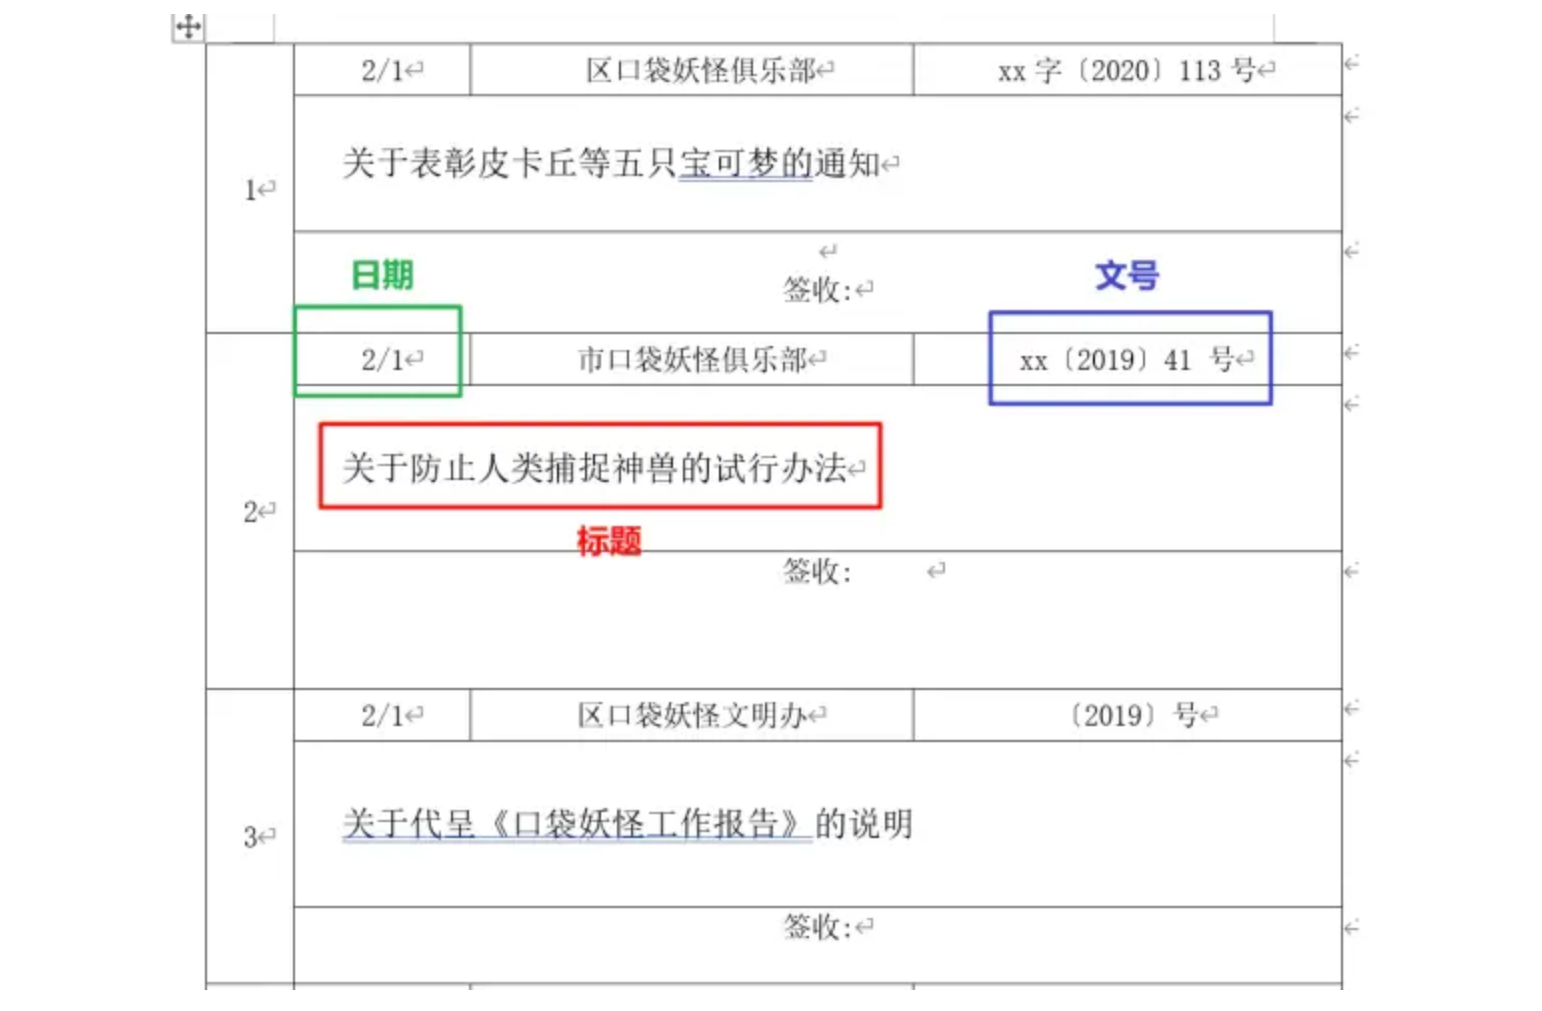 2/1 区口袋妖怪俱乐部 xx 字〔2020〕113 号
关于表彰皮卡丘等五只宝可梦的通知
1
签收:
日期 文号
2/1 市口袋妖怪俱乐部 xx〔2019〕41 号
关于防止人类捕捉神兽的试行办法
2
标题
签收:
2/1 区口袋妖怪文明办 〔2019〕号
关于代呈《口袋妖怪工作报告》的说明
3
签收: